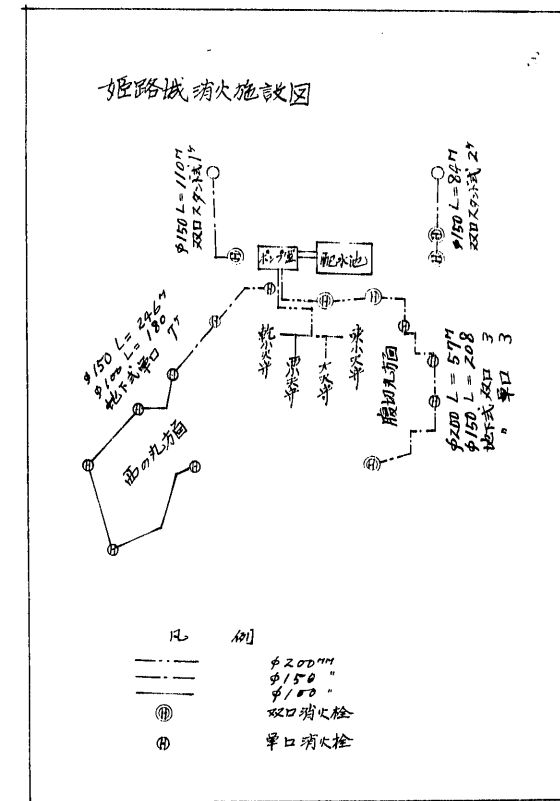 姫路城消火施設図
φ150 L=110M
双口スタンド式1ヶ
φ150 L=84M
双口スタンド式2ヶ
ポンプ室
配水池
φ150 L=246M
φ100 L=180
地下式単口 7ヶ
乾小天守
西小天守
大天守
東小天守
腹切丸方面
φ200 L=57M
φ150 L=208
地下式 双口 3
〃 単口 3
西の丸方面
凡例
φ200mm
φ150 〃
φ100 〃
双口消火栓
単口消火栓